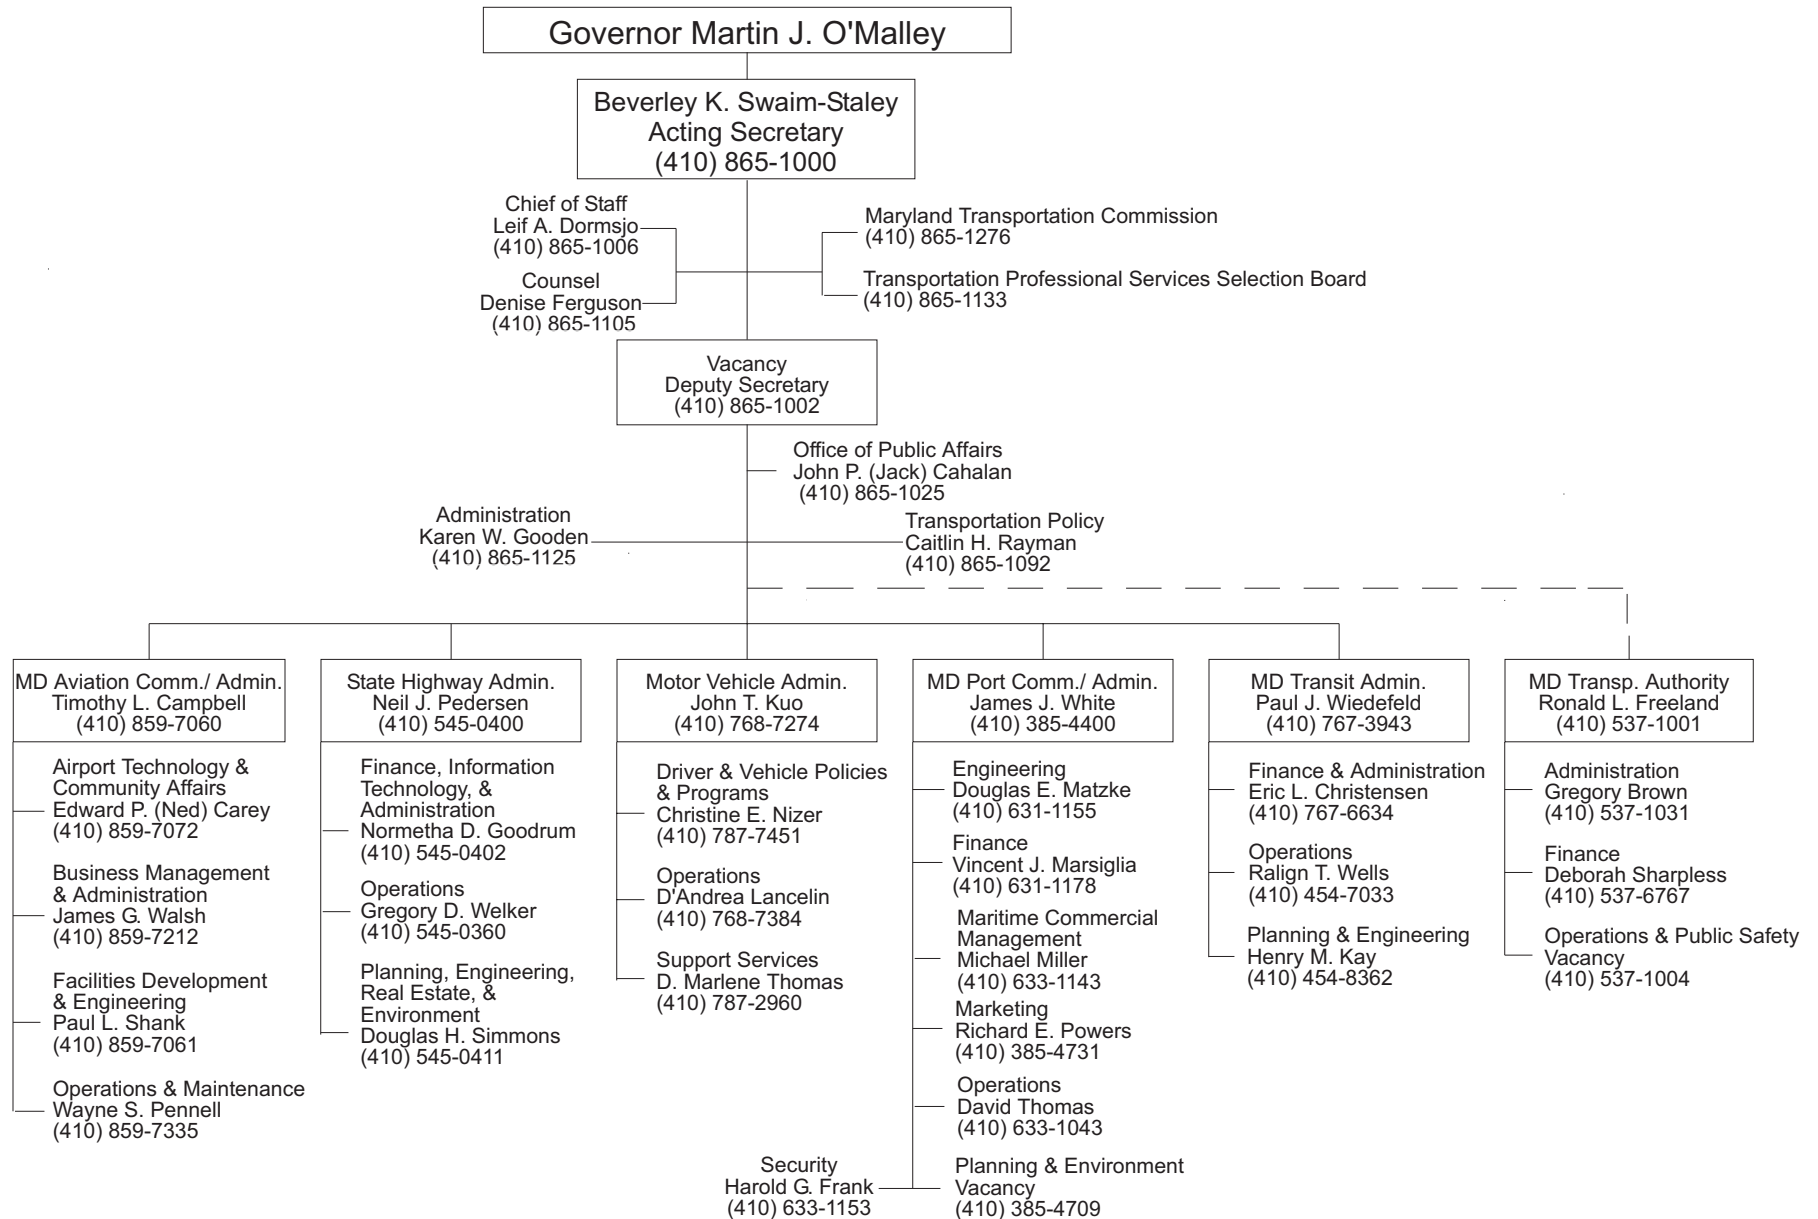 Governor Martin J. O'Malley
Beverley K. Swaim-Staley
Acting Secretary
(410) 865-1000
Chief of Staff
Leif A. Dormsjo
(410) 865-1006
Counsel
Denise Ferguson
(410) 865-1105
Maryland Transportation Commission
(410) 865-1276
Transportation Professional Services Selection Board
(410) 865-1133
Vacancy
Deputy Secretary
(410) 865-1002
Office of Public Affairs
John P. (Jack) Cahalan
(410) 865-1025
Administration
Karen W. Gooden
(410) 865-1125
Transportation Policy
Caitlin H. Rayman
(410) 865-1092
MD Aviation Comm./ Admin.
Timothy L. Campbell
(410) 859-7060
Airport Technology &
Community Affairs
Edward P. (Ned) Carey
(410) 859-7072
Business Management
& Administration
James G. Walsh
(410) 859-7212
Facilities Development
& Engineering
Paul L. Shank
(410) 859-7061
Operations & Maintenance
Wayne S. Pennell
(410) 859-7335
State Highway Admin.
Neil J. Pedersen
(410) 545-0400
Finance, Information
Technology, &
Administration
Normetha D. Goodrum
(410) 545-0402
Operations
Gregory D. Welker
(410) 545-0360
Planning, Engineering,
Real Estate, &
Environment
Douglas H. Simmons
(410) 545-0411
Motor Vehicle Admin.
John T. Kuo
(410) 768-7274
Driver & Vehicle Policies
& Programs
Christine E. Nizer
(410) 787-7451
Operations
D'Andrea Lancelin
(410) 768-7384
Support Services
D. Marlene Thomas
(410) 787-2960
MD Port Comm./ Admin.
James J. White
(410) 385-4400
Engineering
Douglas E. Matzke
(410) 631-1155
Finance
Vincent J. Marsiglia
(410) 631-1178
Maritime Commercial
Management
Michael Miller
(410) 633-1143
Marketing
Richard E. Powers
(410) 385-4731
Operations
David Thomas
(410) 633-1043
Security
Harold G. Frank
(410) 633-1153
Planning & Environment
Vacancy
(410) 385-4709
MD Transit Admin.
Paul J. Wiedefeld
(410) 767-3943
Finance & Administration
Eric L. Christensen
(410) 767-6634
Operations
Ralign T. Wells
(410) 454-7033
Planning & Engineering
Henry M. Kay
(410) 454-8362
MD Transp. Authority
Ronald L. Freeland
(410) 537-1001
Administration
Gregory Brown
(410) 537-1031
Finance
Deborah Sharpless
(410) 537-6767
Operations & Public Safety
Vacancy
(410) 537-1004